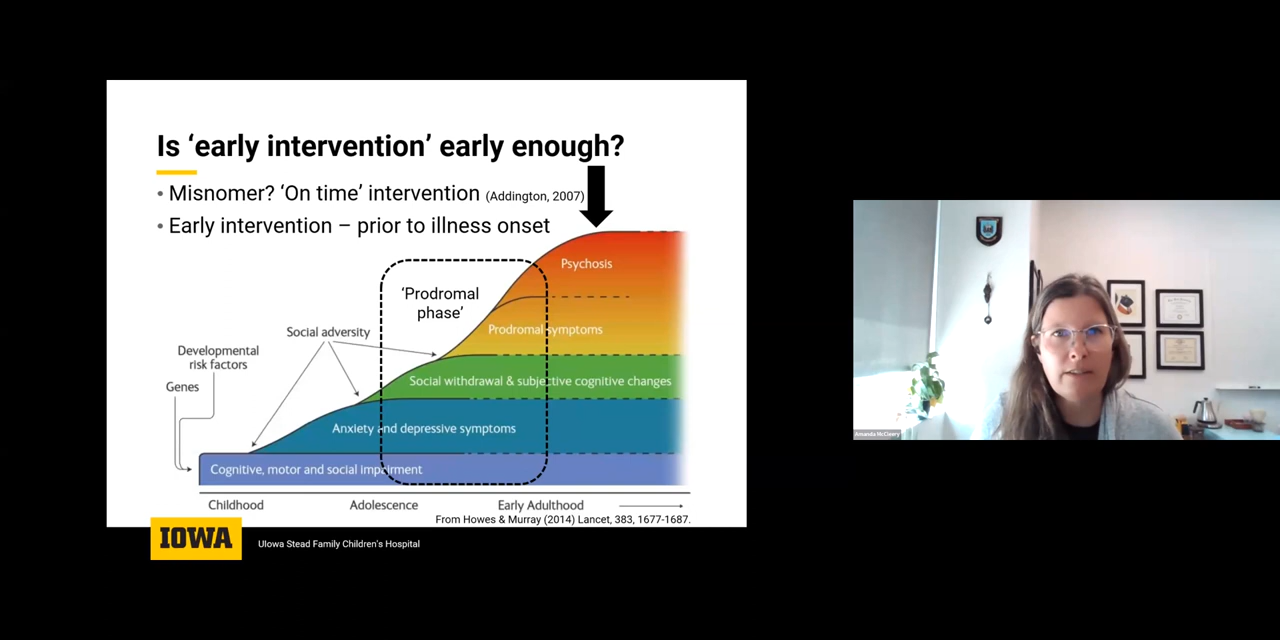 Is ‘early intervention’ early enough?
• Misnomer? ‘On time’ intervention (Addington, 2007)
• Early intervention – prior to illness onset
Psychosis
‘Prodromal
phase’
Prodromal symptoms
Social adversity
Developmental
risk factors
Genes
Social withdrawal & subjective cognitive changes
Anxiety and depressive symptoms
Cognitive, motor and social impairment
Childhood
Adolescence
Early Adulthood
From Howes & Murray (2014) Lancet, 383, 1677-1687.
IOWA
UIowa Stead Family Children's Hospital
Amanda McCleery